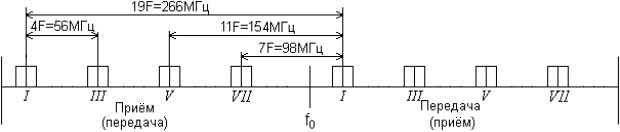 19F=266МГц
4F=56МГц
11F=154МГц
7F=98МГц
I III V VII I III V VII
Приём
(передача)
f0
Передача
(приём)